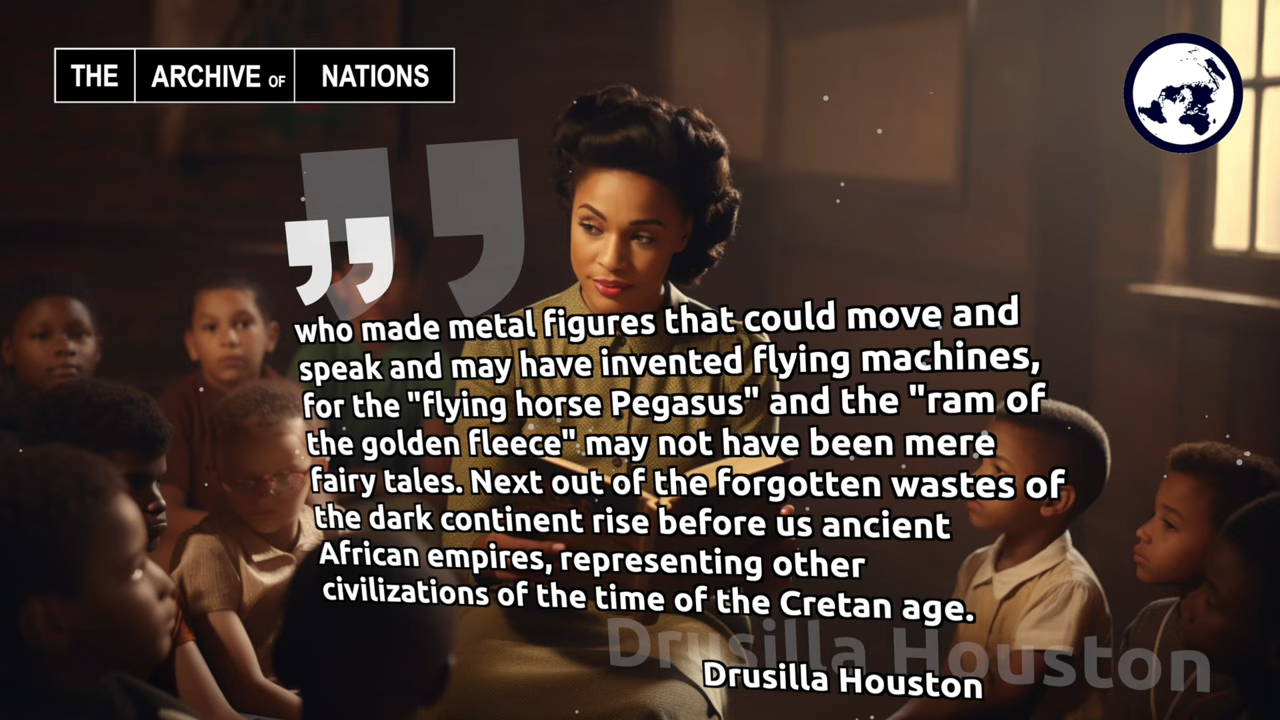 THE ARCHIVE OF NATIONS
who made metal figures that could move and
speak and may have invented flying machines,
for the "flying horse Pegasus" and the "ram of
the golden fleece" may not have been mere
fairy tales. Next out of the forgotten wastes of
the dark continent rise before us ancient
African empires, representing other
civilizations of the time of the Cretan age.
Drusilla Houston
Drusilla Houston